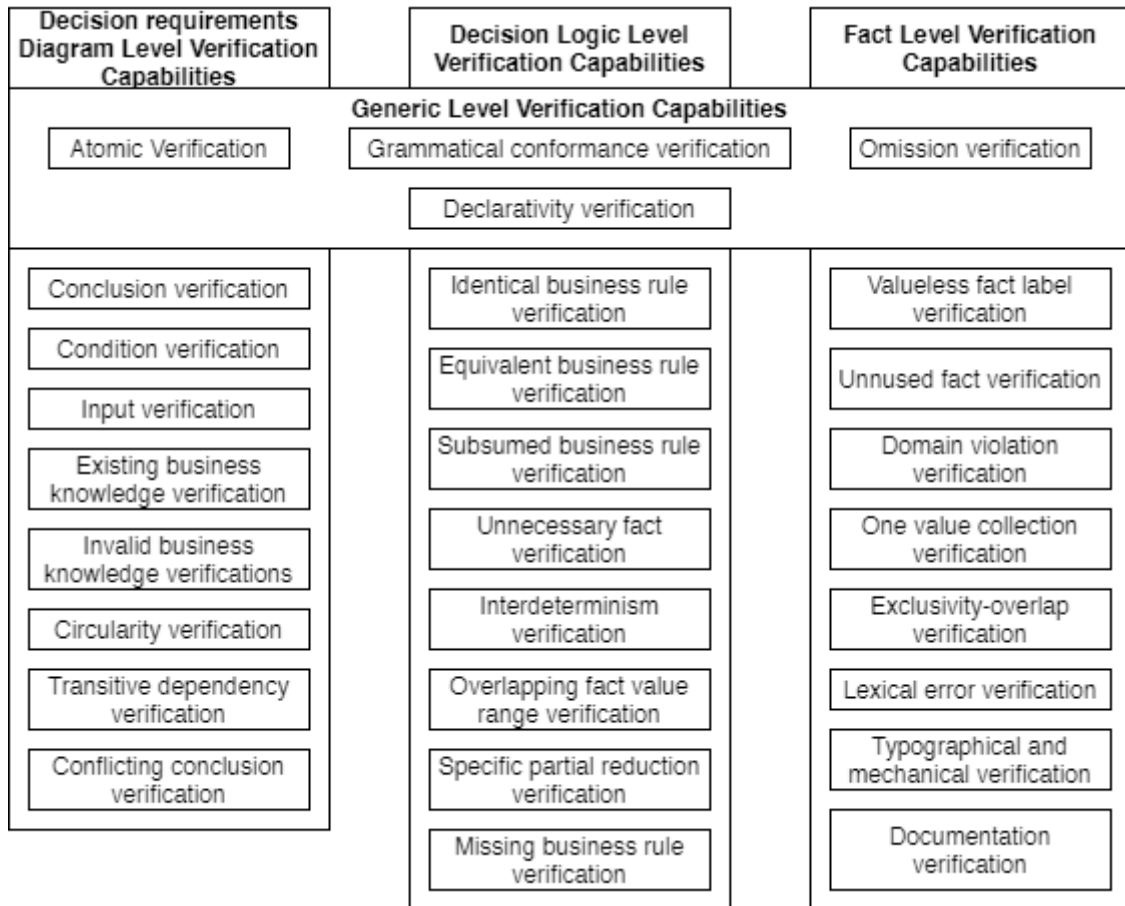 Decision requirements
Diagram Level Verification
Capabilities
Decision Logic Level
Verification Capabilities
Fact Level Verification
Capabilities
Generic Level Verification Capabilities
Atomic Verification
Grammatical conformance verification
Omission verification
Declarativity verification
Conclusion verification
Condition verification
Input verification
Existing business
knowledge verification
Invalid business
knowledge verifications
Circularity verification
Transitive dependency
verification
Conflicting conclusion
verification
Identical business rule
verification
Equivalent business rule
verification
Subsumed business rule
verification
Unnecessary fact
verification
Interdeterminism
verification
Overlapping fact value
range verification
Specific partial reduction
verification
Missing business rule
verification
Valueless fact label
verification
Unnused fact verification
Domain violation
verification
One value collection
verification
Exclusivity-overlap
verification
Lexical error verification
Typographical and
mechanical verification
Documentation
verification